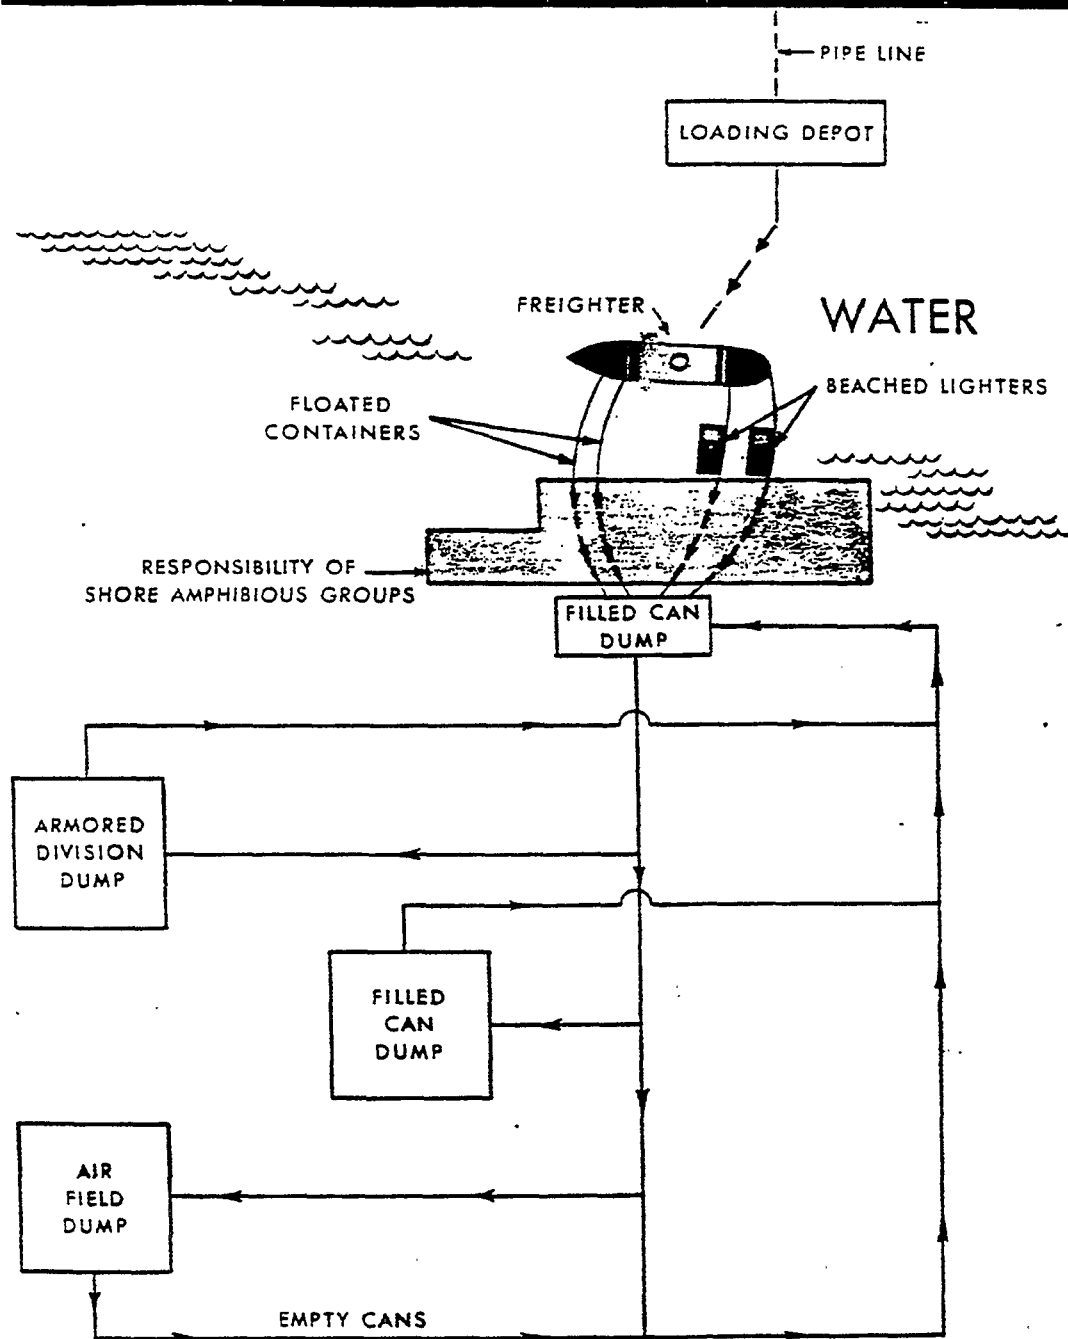 PIPE LINE
LOADING DEPOT
FREIGHTER
WATER
BEACHED LIGHTERS
FLOATED
CONTAINERS
RESPONSIBILITY OF
SHORE AMPHIBIOUS GROUPS
FILLED CAN
DUMP
ARMORED
DIVISION
DUMP
FILLED
CAN
DUMP
AIR
FIELD
DUMP
EMPTY CANS